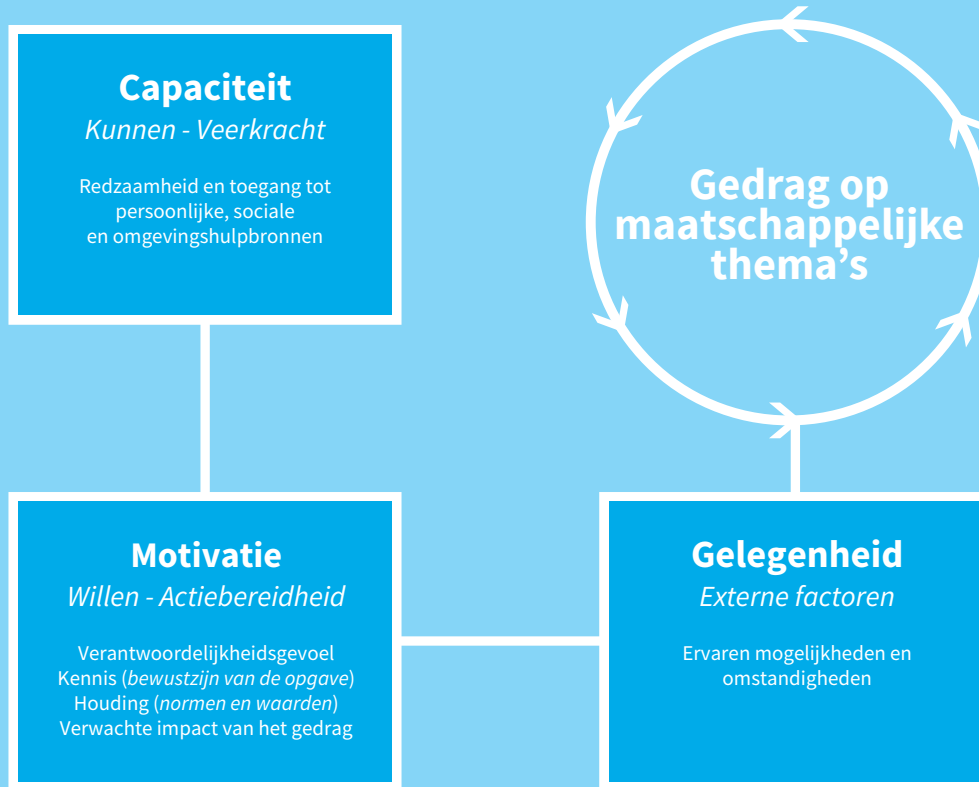 Capaciteit
Kunnen - Veerkracht
Redzaamheid en toegang tot
persoonlijke, sociale
en omgevingshulpbronnen
Gedrag op
maatschappelijke
thema’s
Motivatie
Willen - Actiebereidheid
Verantwoordelijkheidsgevoel
Kennis (bewustzijn van de opgave)
Houding (normen en waarden)
Verwachte impact van het gedrag
Gelegenheid
Externe factoren
Ervaren mogelijkheden en
omstandigheden